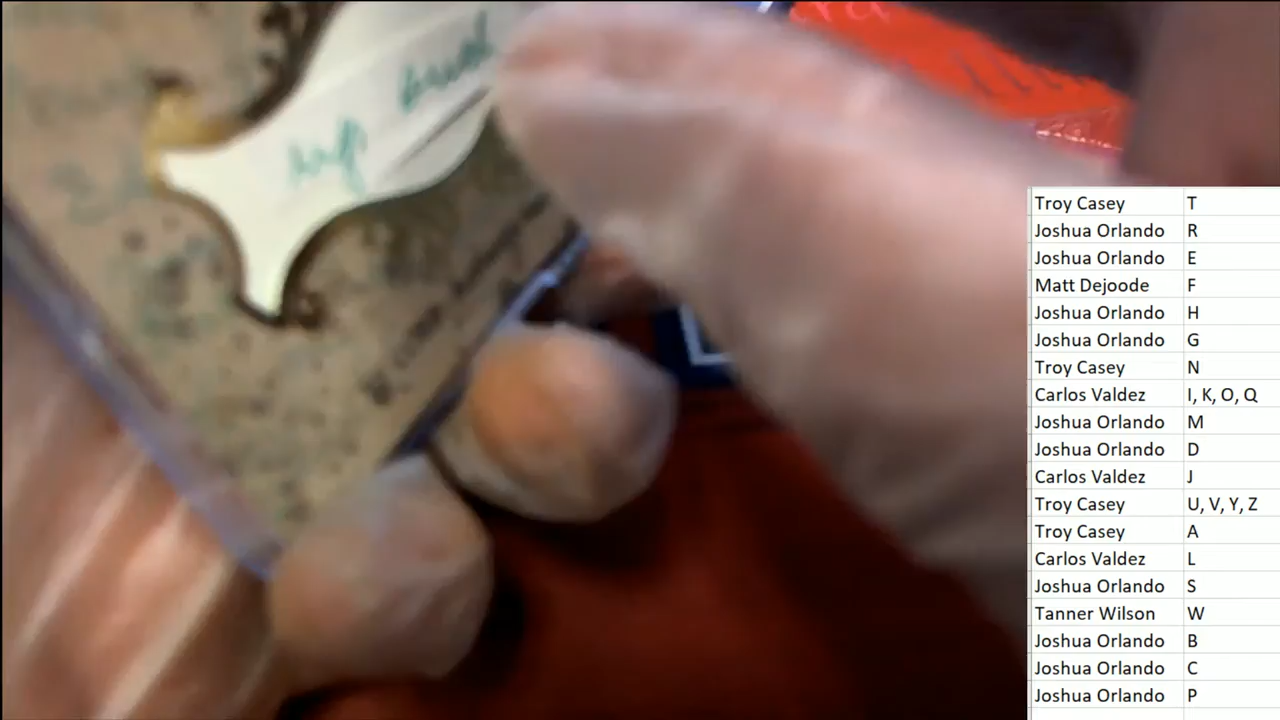 Troy Casey T
Joshua Orlando R
Joshua Orlando E
Matt Dejoode F
Joshua Orlando H
Joshua Orlando G
Troy Casey N
Carlos Valdez I, K, O, Q
Joshua Orlando M
Joshua Orlando D
Carlos Valdez J
Troy Casey U, V, Y, Z
Troy Casey A
Carlos Valdez L
Joshua Orlando S
Tanner Wilson W
Joshua Orlando B
Joshua Orlando C
Joshua Orlando P